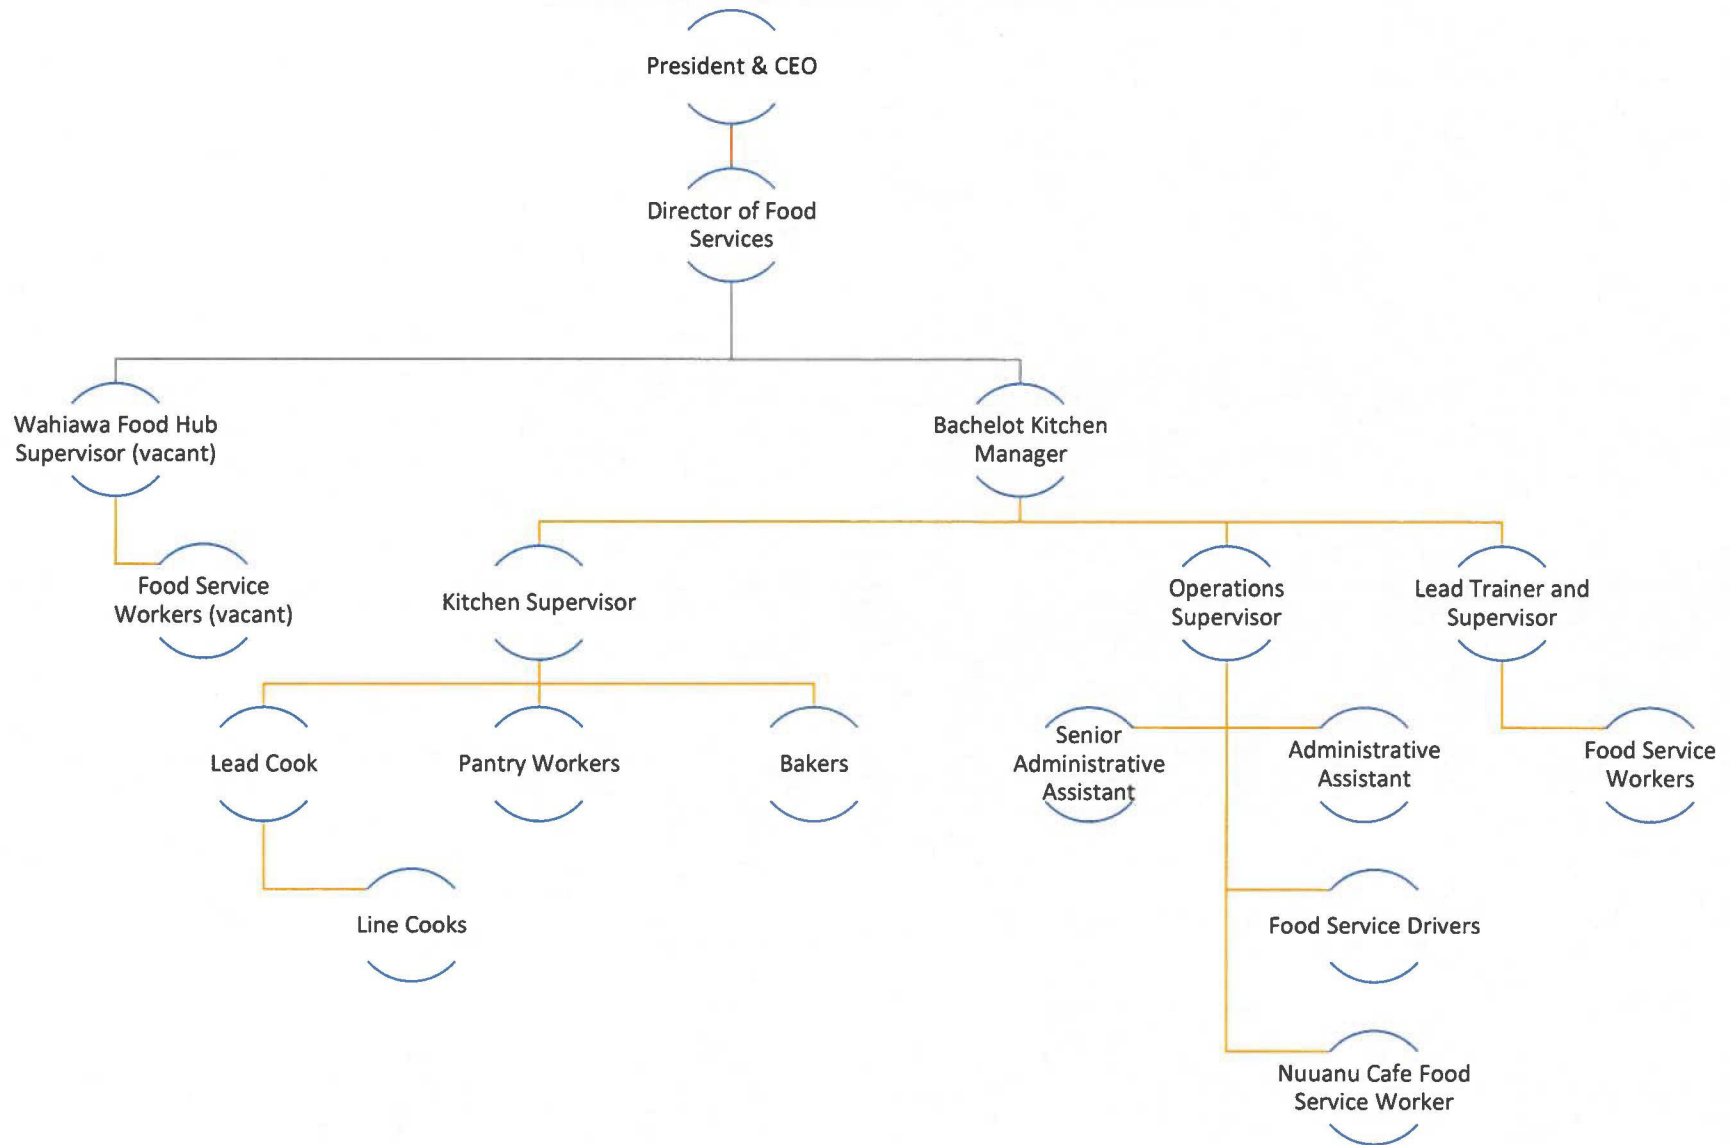 President & CEO
Director of Food
Services
Wahiawa Food Hub
Supervisor (vacant)
Bachelot Kitchen
Manager
Food Service
Workers (vacant)
Kitchen Supervisor
Operations
Supervisor
Lead Trainer and
Supervisor
Lead Cook
Pantry Workers
Bakers
Senior
Administrative
Assistant
Administrative
Assistant
Food Service
Workers
Line Cooks
Food Service Drivers
Nuuanu Cafe Food
Service Worker